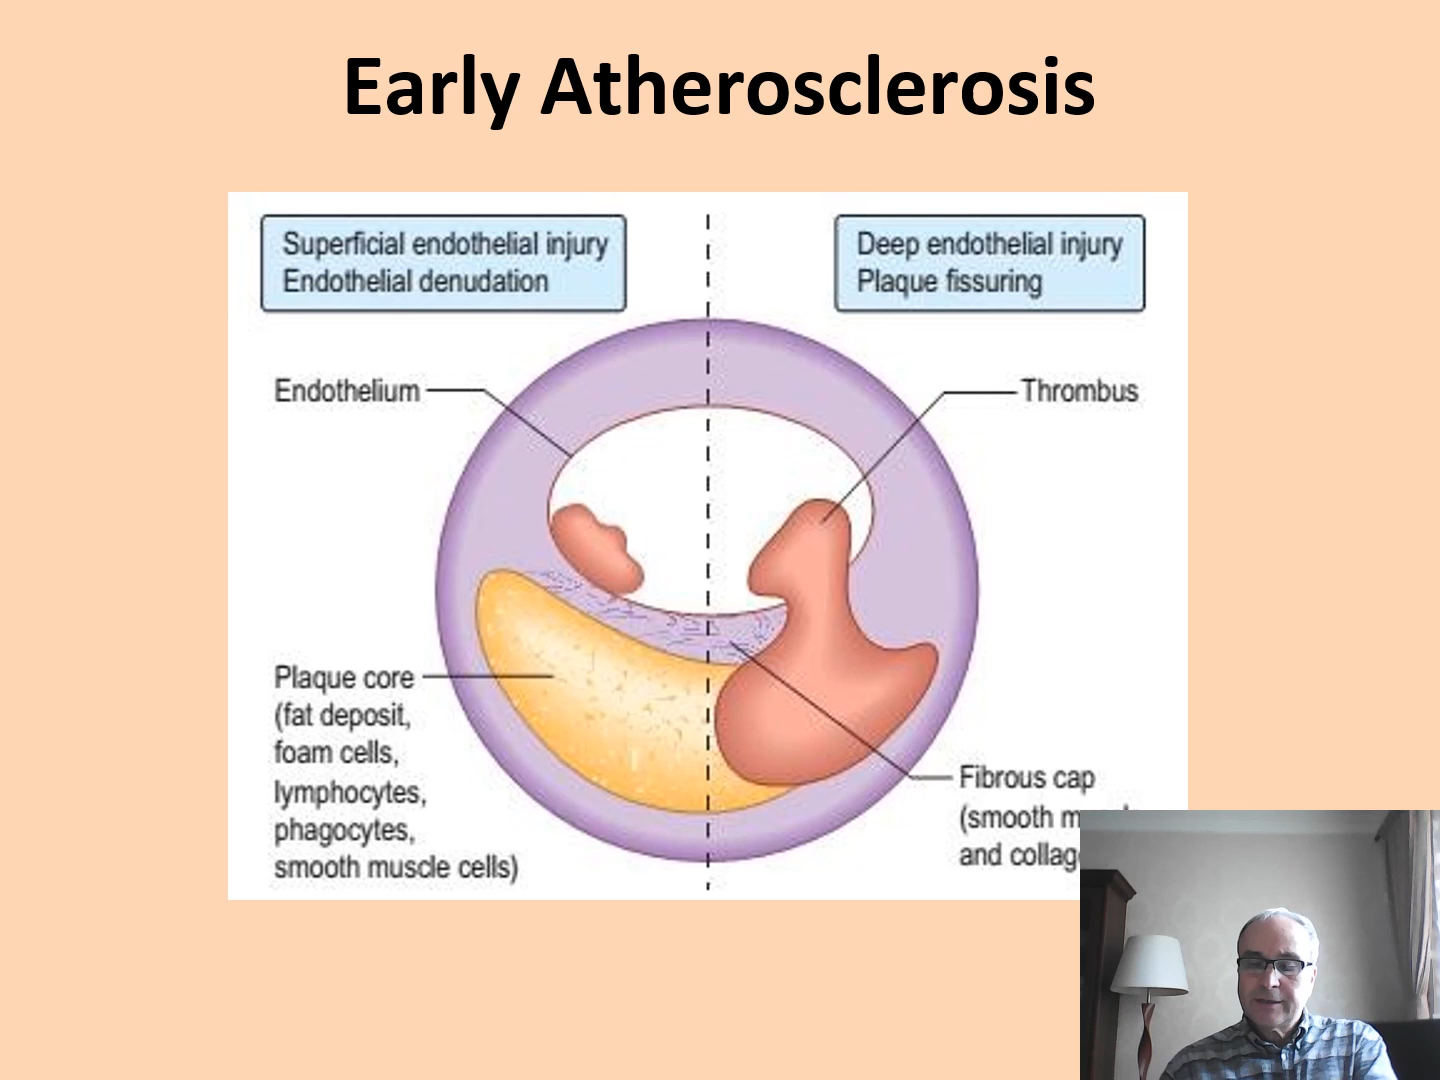 Early Atherosclerosis
Superficial endothelial injury
Endothelial denudation
Deep endothelial injury
Plaque fissuring
Endothelium
Thrombus
Plaque core
(fat deposit,
foam cells,
lymphocytes,
phagocytes,
smooth muscle cells)
Fibrous cap
(smooth
and